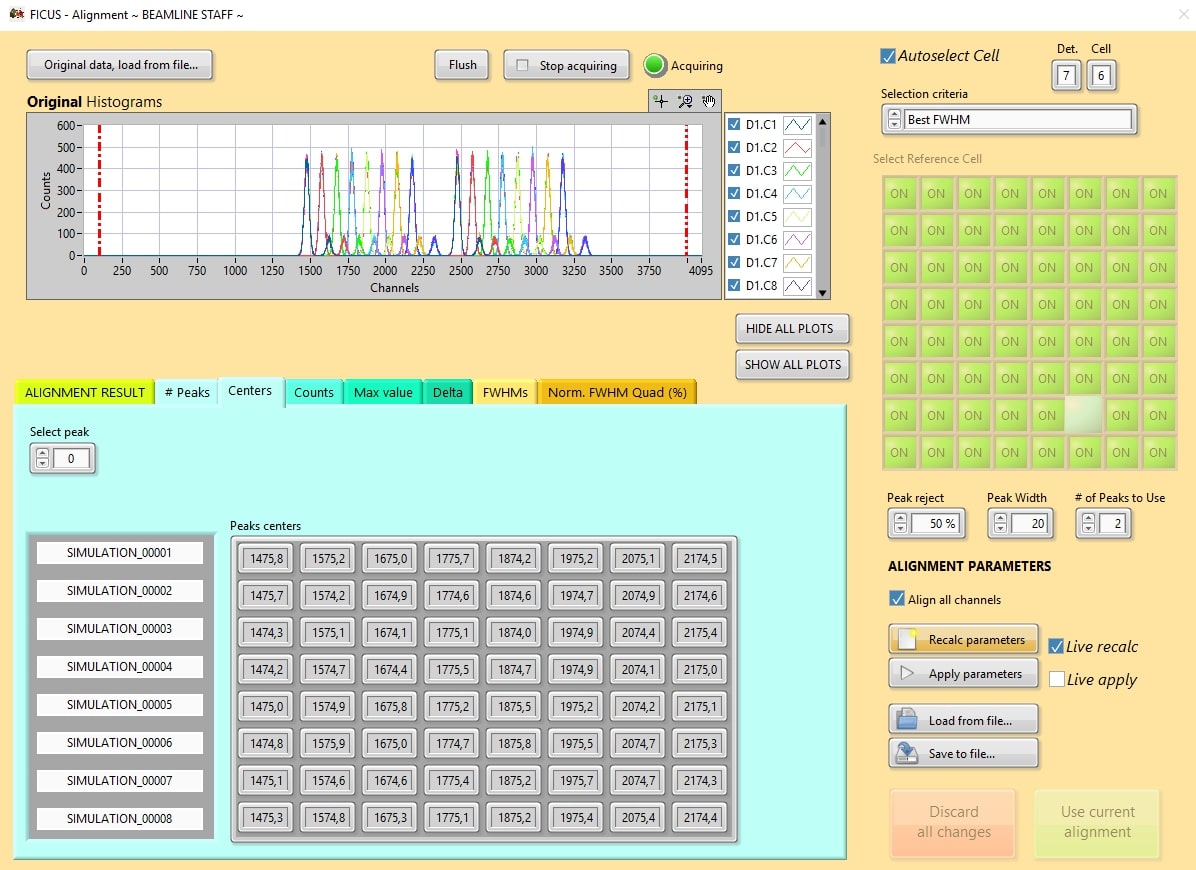 FICUS - Alignment ~ BEAMLINE STAFF ~
Original data, load from file...
Flush
Stop acquiring
Acquiring
Original Histograms
600
500
400
300
200
100
0
Counts
0 250 500 750 1000 1250 1500 1750 2000 2250 2500 2750 3000 3250 3500 3750 4095
Channels
D1.C1
D1.C2
D1.C3
D1.C4
D1.C5
D1.C6
D1.C7
D1.C8
HIDE ALL PLOTS
SHOW ALL PLOTS
ALIGNMENT RESULT # Peaks Centers Counts Max value Delta FWHMs Norm. FWHM Quad (%)
Select peak
0
Peaks centers
SIMULATION_00001 1475,8 1575,2 1675,0 1775,7 1874,2 1975,2 2075,1 2174,5
SIMULATION_00002 1475,7 1574,2 1674,9 1774,6 1874,6 1974,7 2074,9 2174,6
SIMULATION_00003 1474,3 1575,1 1674,1 1775,1 1874,0 1974,9 2074,4 2175,4
SIMULATION_00004 1474,2 1574,7 1674,4 1775,5 1874,7 1974,9 2074,1 2175,0
SIMULATION_00005 1475,0 1574,9 1675,8 1775,2 1875,5 1975,2 2074,2 2175,1
SIMULATION_00006 1474,8 1575,9 1675,0 1774,7 1875,8 1975,5 2074,7 2175,3
SIMULATION_00007 1475,1 1574,6 1674,6 1775,4 1875,2 1975,7 2074,7 2174,3
SIMULATION_00008 1475,3 1574,8 1675,3 1775,1 1875,2 1975,4 2075,4 2174,4
Autoselect Cell
Det. Cell
7 6
Selection criteria
Best FWHM
Select Reference Cell
ON ON ON ON ON ON ON ON
ON ON ON ON ON ON ON ON
ON ON ON ON ON ON ON ON
ON ON ON ON ON ON ON ON
ON ON ON ON ON ON ON ON
ON ON ON ON ON ON ON ON
ON ON ON ON ON ON ON
ON ON ON ON ON ON ON ON
Peak reject Peak Width # of Peaks to Use
50 % 20 2
ALIGNMENT PARAMETERS
Align all channels
Recalc parameters
Live recalc
Apply parameters
Live apply
Load from file...
Save to file...
Discard
all changes
Use current
alignment